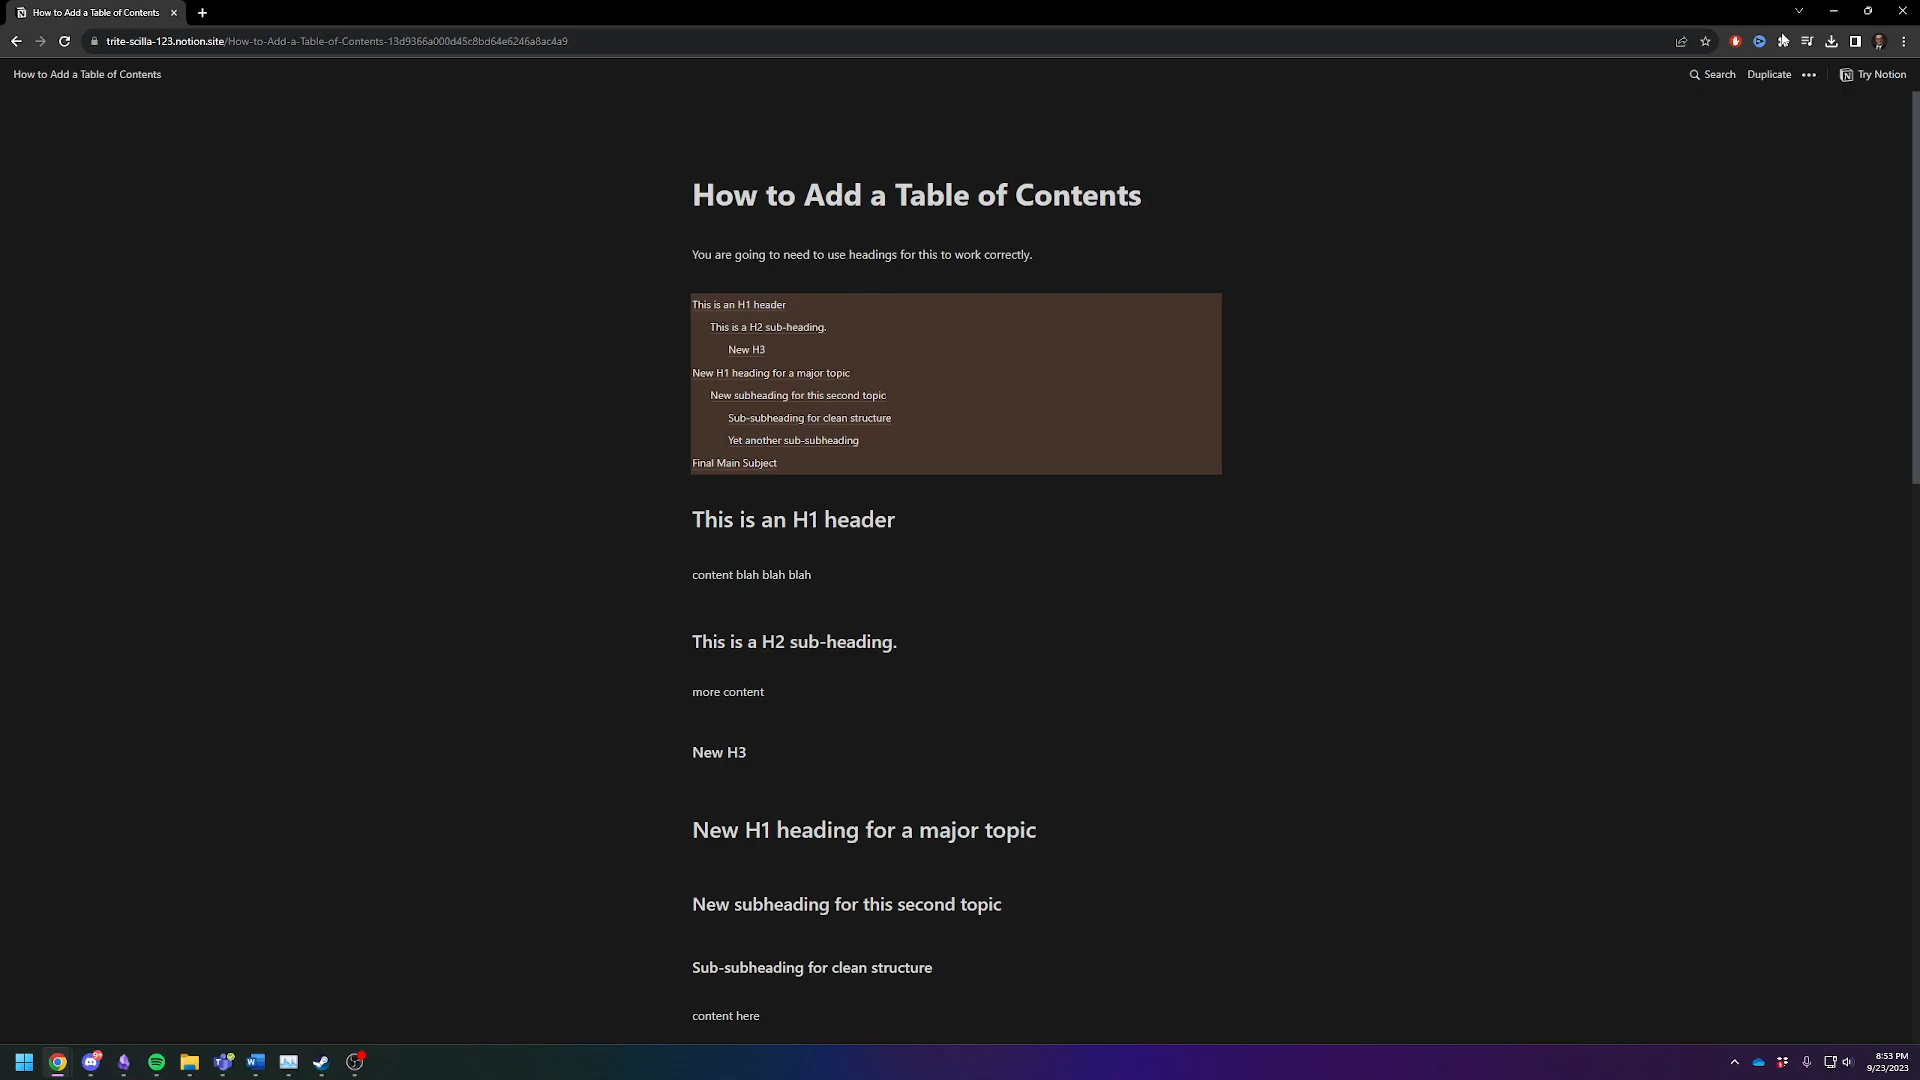 How to Add a Table of Contents
trite-scilla-123.notion.site/How-to-Add-a-Table-of-Contents-13d9366a000d45c8bd64e6246a8ac4a9
How to Add a Table of Contents
Search Duplicate Try Notion
How to Add a Table of Contents
You are going to need to use headings for this to work correctly.
This is an H1 header
This is a H2 sub-heading.
New H3
New H1 heading for a major topic
New subheading for this second topic
Sub-subheading for clean structure
Yet another sub-subheading
Final Main Subject
This is an H1 header
content blah blah blah
This is a H2 sub-heading.
more content
New H3
New H1 heading for a major topic
New subheading for this second topic
Sub-subheading for clean structure
content here
8:53 PM
9/23/2023